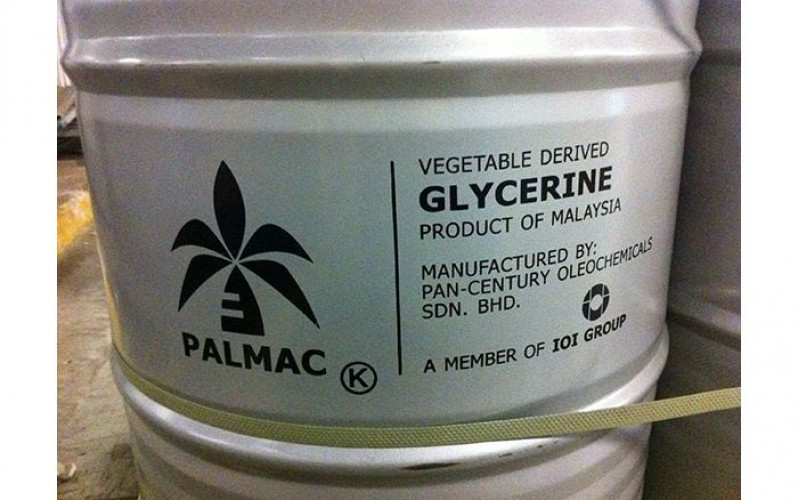 PALMAC
K
VEGETABLE DERIVED
GLYCERINE
PRODUCT OF MALAYSIA
MANUFACTURED BY:
PAN-CENTURY OLEOCHEMICALS
SDN. BHD.
A MEMBER OF IOI GROUP